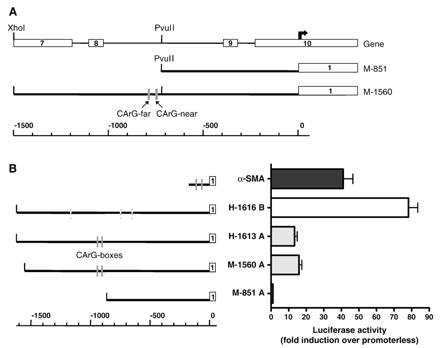 A
XhoI
PvuII
7
8
9
10
Gene
PvuII
1
M-851
1
M-1560
CArG-far
CArG-near
-1500
-1000
-500
0
B
1
α-SMA
1
H-1616 B
1
H-1613 A
CArG-boxes
1
M-1560 A
1
M-851 A
-1500
-1000
-500
0
0
10
20
30
40
50
60
70
80
90
Luciferase activity
(fold induction over promoterless)